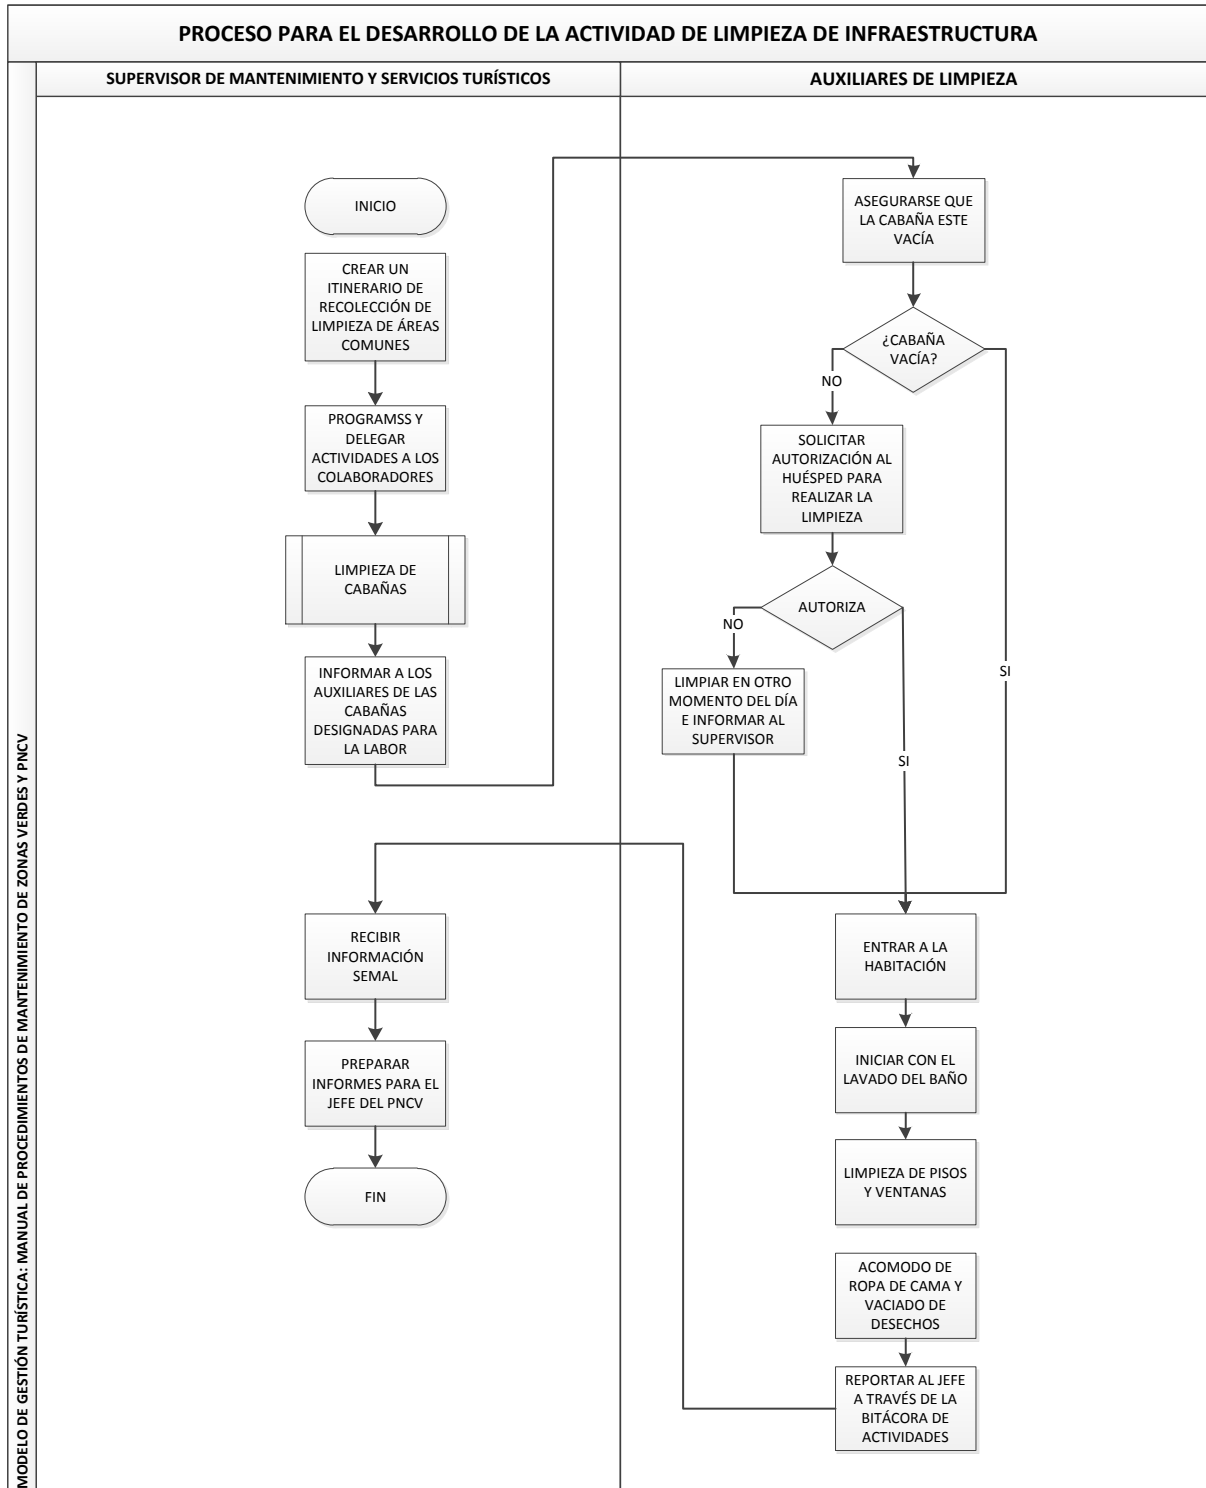 PROCESO PARA EL DESARROLLO DE LA ACTIVIDAD DE LIMPIEZA DE INFRAESTRUCTURA
SUPERVISOR DE MANTENIMIENTO Y SERVICIOS TURÍSTICOS
AUXILIARES DE LIMPIEZA
MODELO DE GESTIÓN TURÍSTICA: MANUAL DE PROCEDIMIENTOS DE MANTENIMIENTO DE ZONAS VERDES Y PNCV
INICIO
CREAR UN
ITINERARIO DE
RECOLECCIÓN DE
LIMPIEZA DE ÁREAS
COMUNES
PROGRAMSS Y
DELEGAR
ACTIVIDADES A LOS
COLABORADORES
LIMPIEZA DE
CABAÑAS
INFORMAR A LOS
AUXILIARES DE LAS
CABAÑAS
DESIGNADAS PARA
LA LABOR
ASEGURARSE QUE
LA CABAÑA ESTE
VACÍA
¿CABAÑA
VACÍA?
NO
SOLICITAR
AUTORIZACIÓN AL
HUÉSPED PARA
REALIZAR LA
LIMPIEZA
AUTORIZA
NO
LIMPIAR EN OTRO
MOMENTO DEL DÍA
E INFORMAR AL
SUPERVISOR
SI
SI
ENTRAR A LA
HABITACIÓN
INICIAR CON EL
LAVADO DEL BAÑO
LIMPIEZA DE PISOS
Y VENTANAS
ACOMODO DE
ROPA DE CAMA Y
VACIADO DE
DESECHOS
REPORTAR AL JEFE
A TRAVÉS DE LA
BITÁCORA DE
ACTIVIDADES
RECIBIR
INFORMACIÓN
SEMAL
PREPARAR
INFORMES PARA EL
JEFE DEL PNCV
FIN